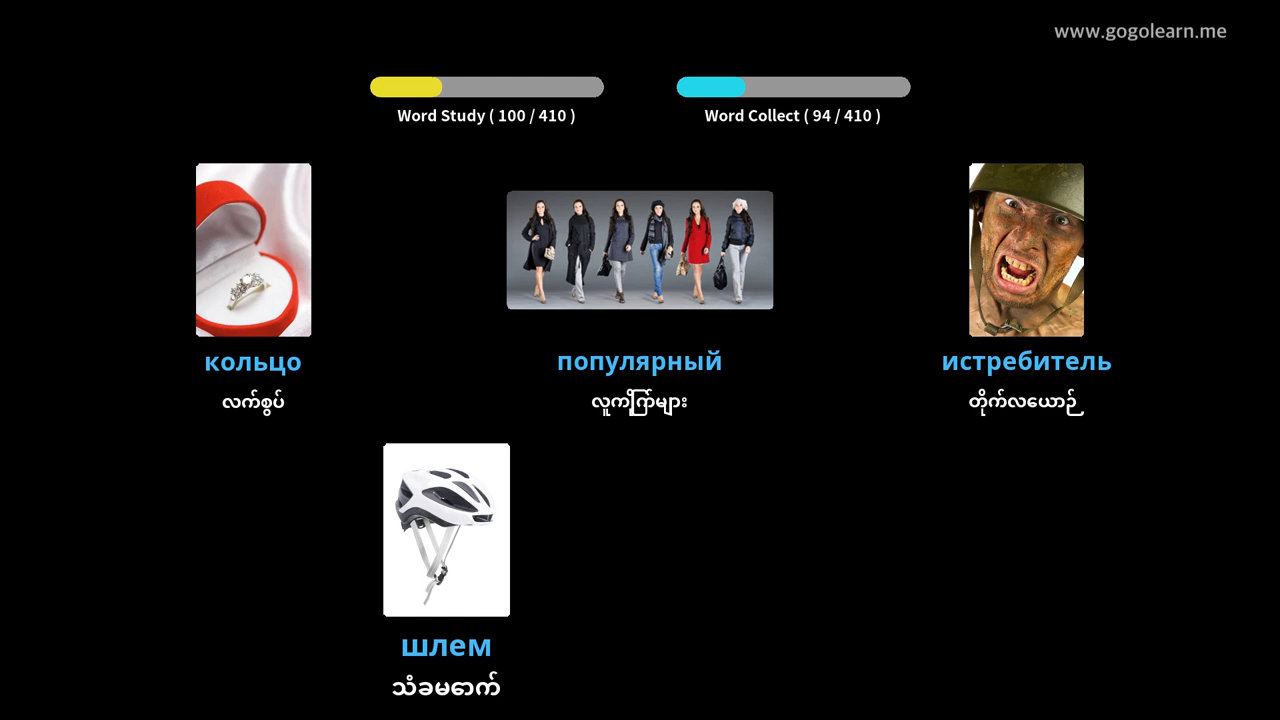 www.gogolearn.me
Word Study ( 100 / 410 )
Word Collect ( 94 / 410 )
кольцо
популярный
истребитель
လက်စွပ်
လူကြိုက်များ
တိုက်လေယာဉ်
шлем
သံခမောက်